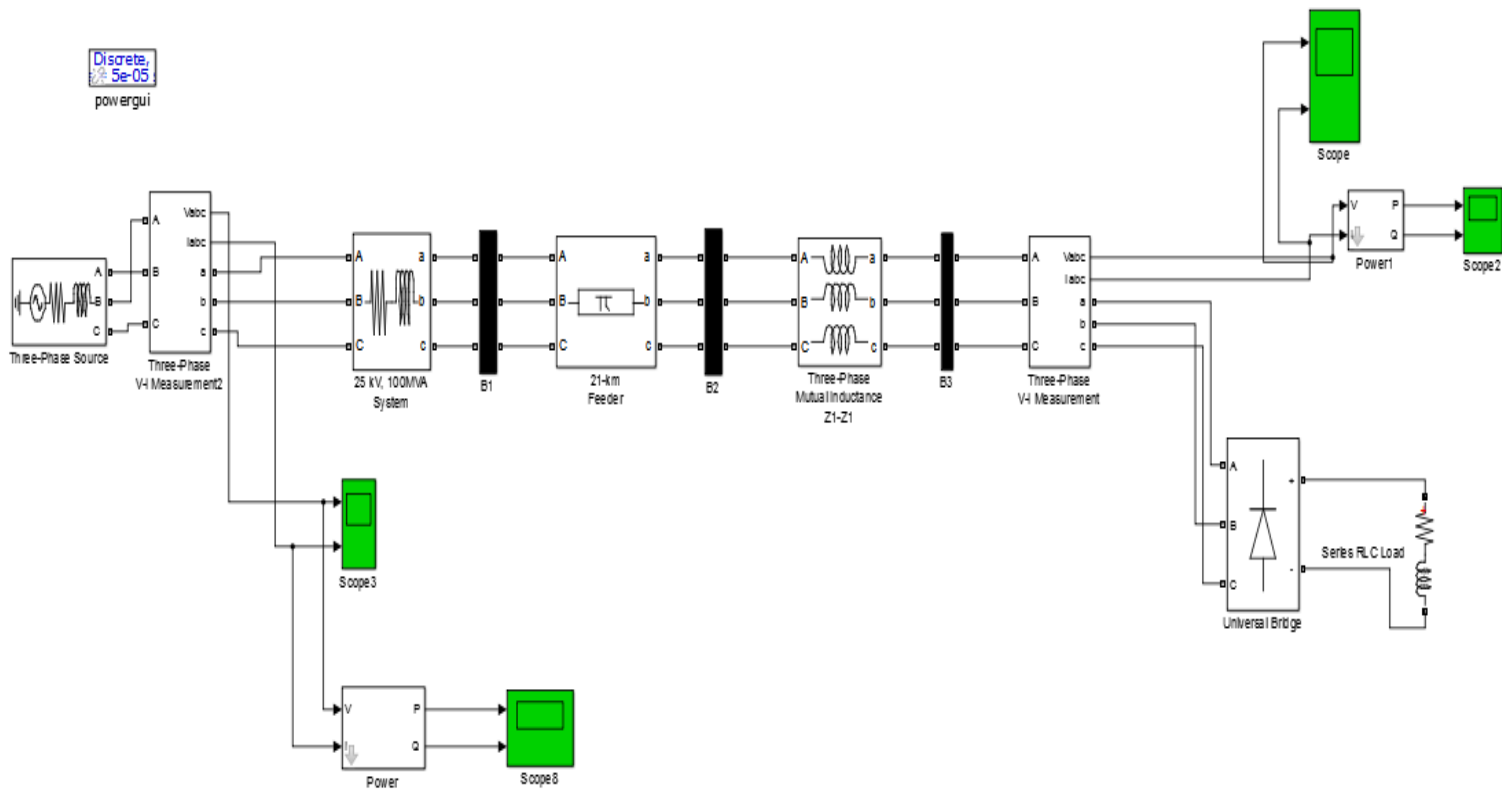 Discrete,
5e-05
powergui
Scope
V
P
I
Q
Power1
Scope2
A
B
C
Three-Phase Source
A
B
C
Vabc
Iabc
a
b
c
Three-Phase
V-I Measurement2
A
B
C
a
b
c
25 kV, 100MVA
System
B1
A
B
C
a
b
c
21-km
Feeder
B2
A
B
C
a
b
c
Three-Phase
Mutual Inductance
Z1-Z1
B3
A
B
C
Vabc
Iabc
a
b
c
Three-Phase
V-I Measurement
A
B
C
+
-
Universal Bridge
+
Series RLC Load
Scope3
V
I
P
Q
Power
Scope8